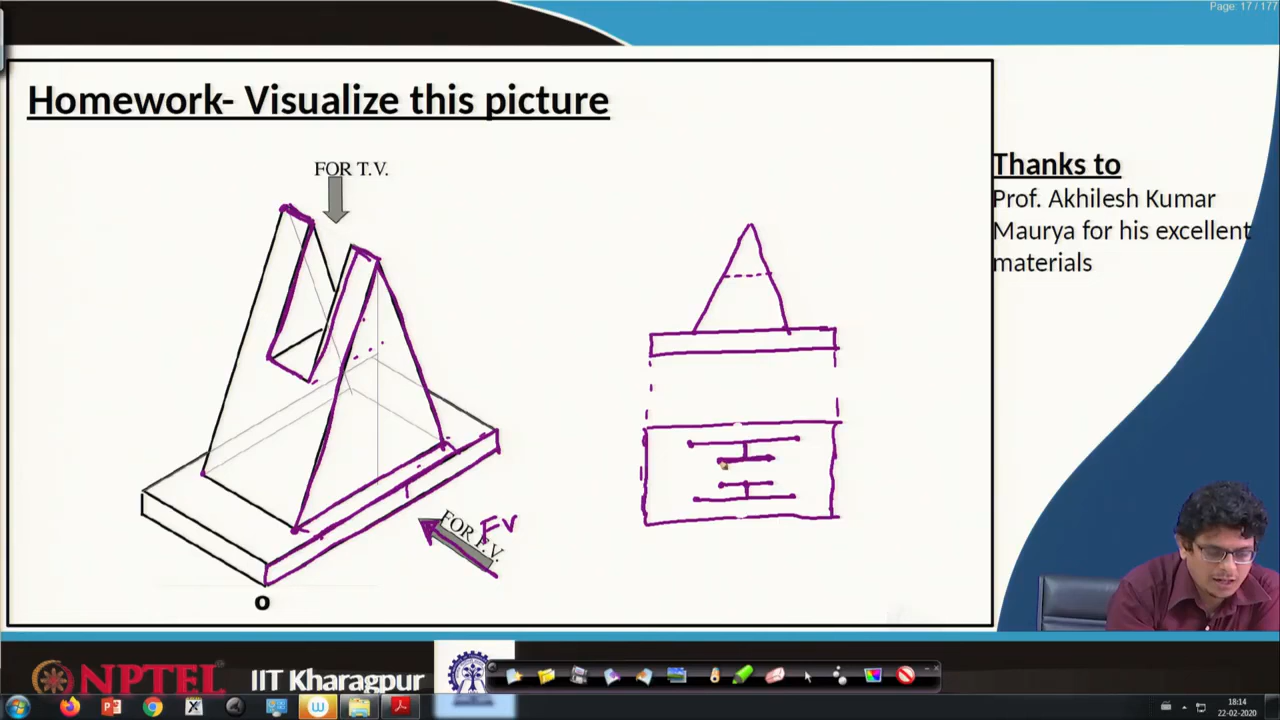 Page: 17 / 177
Homework- Visualize this picture
FOR T.V.
FOR F.V.
FV
O
Thanks to
Prof. Akhilesh Kumar
Maurya for his excellent
materials
NPTEL
IIT Kharagpur
18:14
22-02-2020